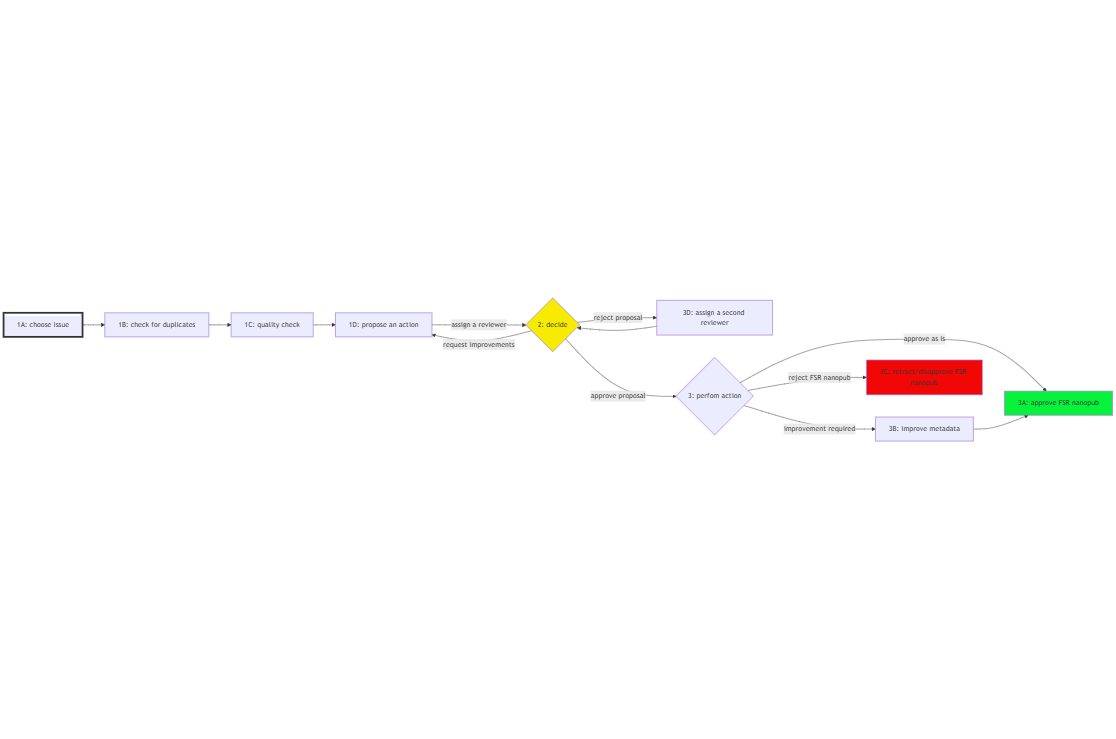 1A: choose issue
1B: check for duplicates
1C: quality check
1D: propose an action
assign a reviewer
request improvements
2: decide
reject proposal
3D: assign a second
reviewer
approve proposal
3: perfom action
approve as is
reject FSR nanopub
FSR
nanopub
improvement required
3B: improve metadata
3A: approve FSR nanopub